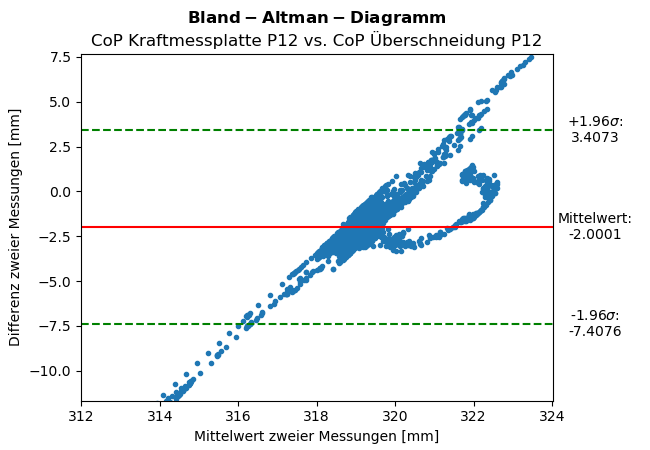 Bland − Altman − Diagramm
CoP Kraftmessplatte P12 vs. CoP Überschneidung P12
Differenz zweier Messungen [mm]
7.5
5.0
2.5
0.0
−2.5
−5.0
−7.5
−10.0
+1.96σ:
3.4073
Mittelwert:
-2.0001
-1.96σ:
-7.4076
312
314
316
318
320
322
324
Mittelwert zweier Messungen [mm]